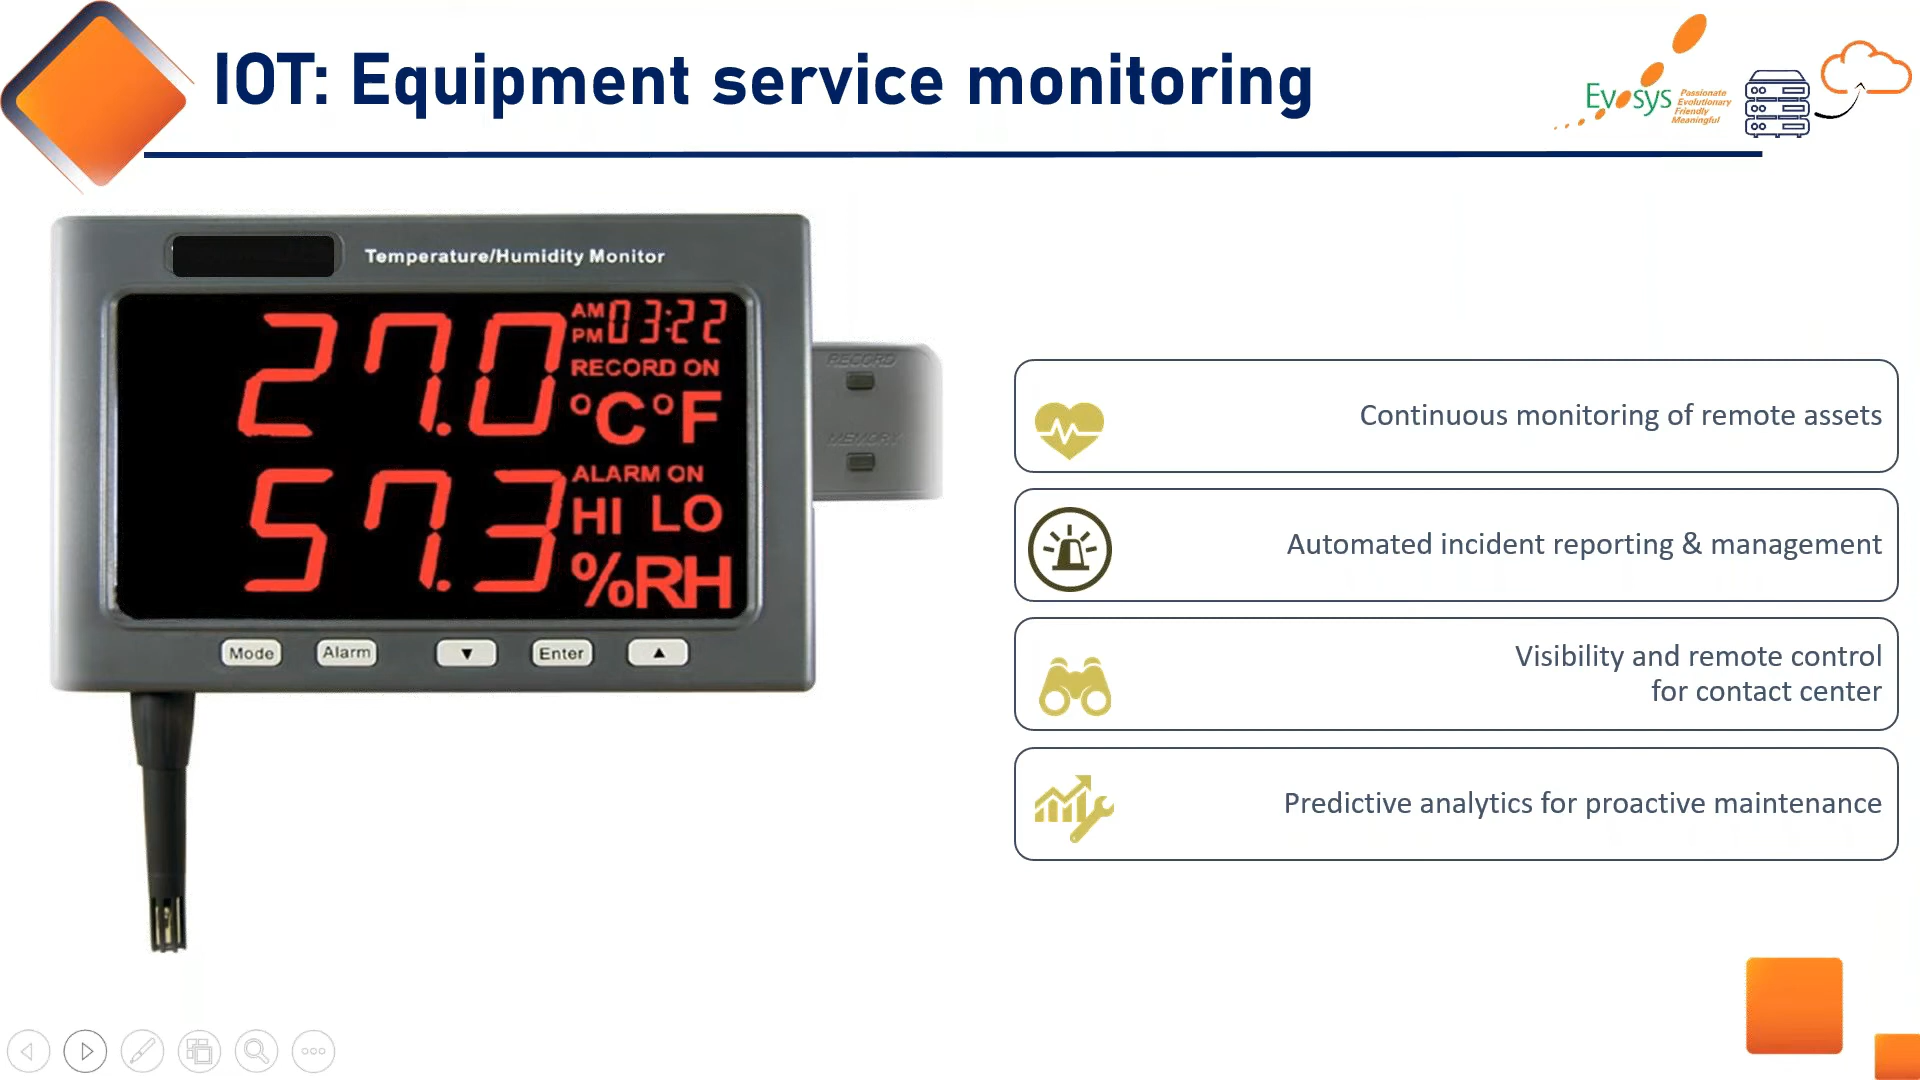 IOT: Equipment service monitoring
Evosys
Passionate
Evolutionary
Friendly
Meaningful
Temperature/Humidity Monitor
27.0
AM
PM
03:22
RECORD ON
°C°F
57.3
ALARM ON
HI LO
%RH
RECORD
MEMORY
Mode
Alarm
▼
Enter
▲
Continuous monitoring of remote assets
Automated incident reporting & management
Visibility and remote control
for contact center
Predictive analytics for proactive maintenance